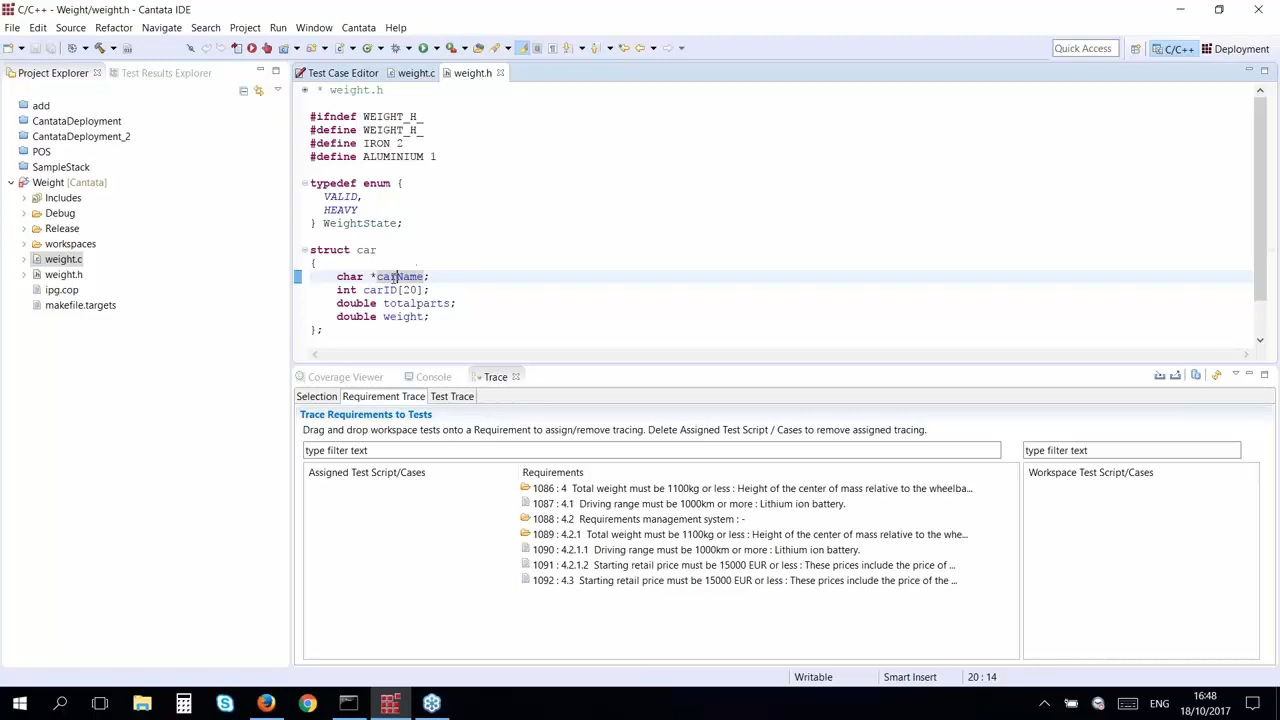 C/C++ - Weight/weight.h - Cantata IDE
File Edit Source Refactor Navigate Search Project Run Window Cantata Help
Quick Access
C/C++
Deployment
Project Explorer
Test Results Explorer
add
CantataDeployment
CantataDeployment_2
POS
SampleStack
Weight [Cantata]
Includes
Debug
Release
workspaces
weight.c
weight.h
ipg.cop
makefile.targets
Test Case Editor
weight.c
weight.h
* weight.h
#ifndef WEIGHT_H_
#define WEIGHT_H_
#define IRON 2
#define ALUMINIUM 1
typedef enum {
VALID,
HEAVY
} WeightState;
struct car
{
char *carName;
int carID[20];
double totalparts;
double weight;
};
Coverage Viewer
Console
Trace
Selection
Requirement Trace
Test Trace
Trace Requirements to Tests
Drag and drop workspace tests onto a Requirement to assign/remove tracing. Delete Assigned Test Script / Cases to remove assigned tracing.
type filter text
type filter text
Assigned Test Script/Cases
Requirements
Workspace Test Script/Cases
1086 : 4 Total weight must be 1100kg or less : Height of the center of mass relative to the wheelba...
1087 : 4.1 Driving range must be 1000km or more : Lithium ion battery.
1088 : 4.2 Requirements management system : -
1089 : 4.2.1 Total weight must be 1100kg or less : Height of the center of mass relative to the whe...
1090 : 4.2.1.1 Driving range must be 1000km or more : Lithium ion battery.
1091 : 4.2.1.2 Starting retail price must be 15000 EUR or less : These prices include the price of ...
1092 : 4.3 Starting retail price must be 15000 EUR or less : These prices include the price of the ...
Writable
Smart Insert
20 : 14
ENG
16:48
18/10/2017